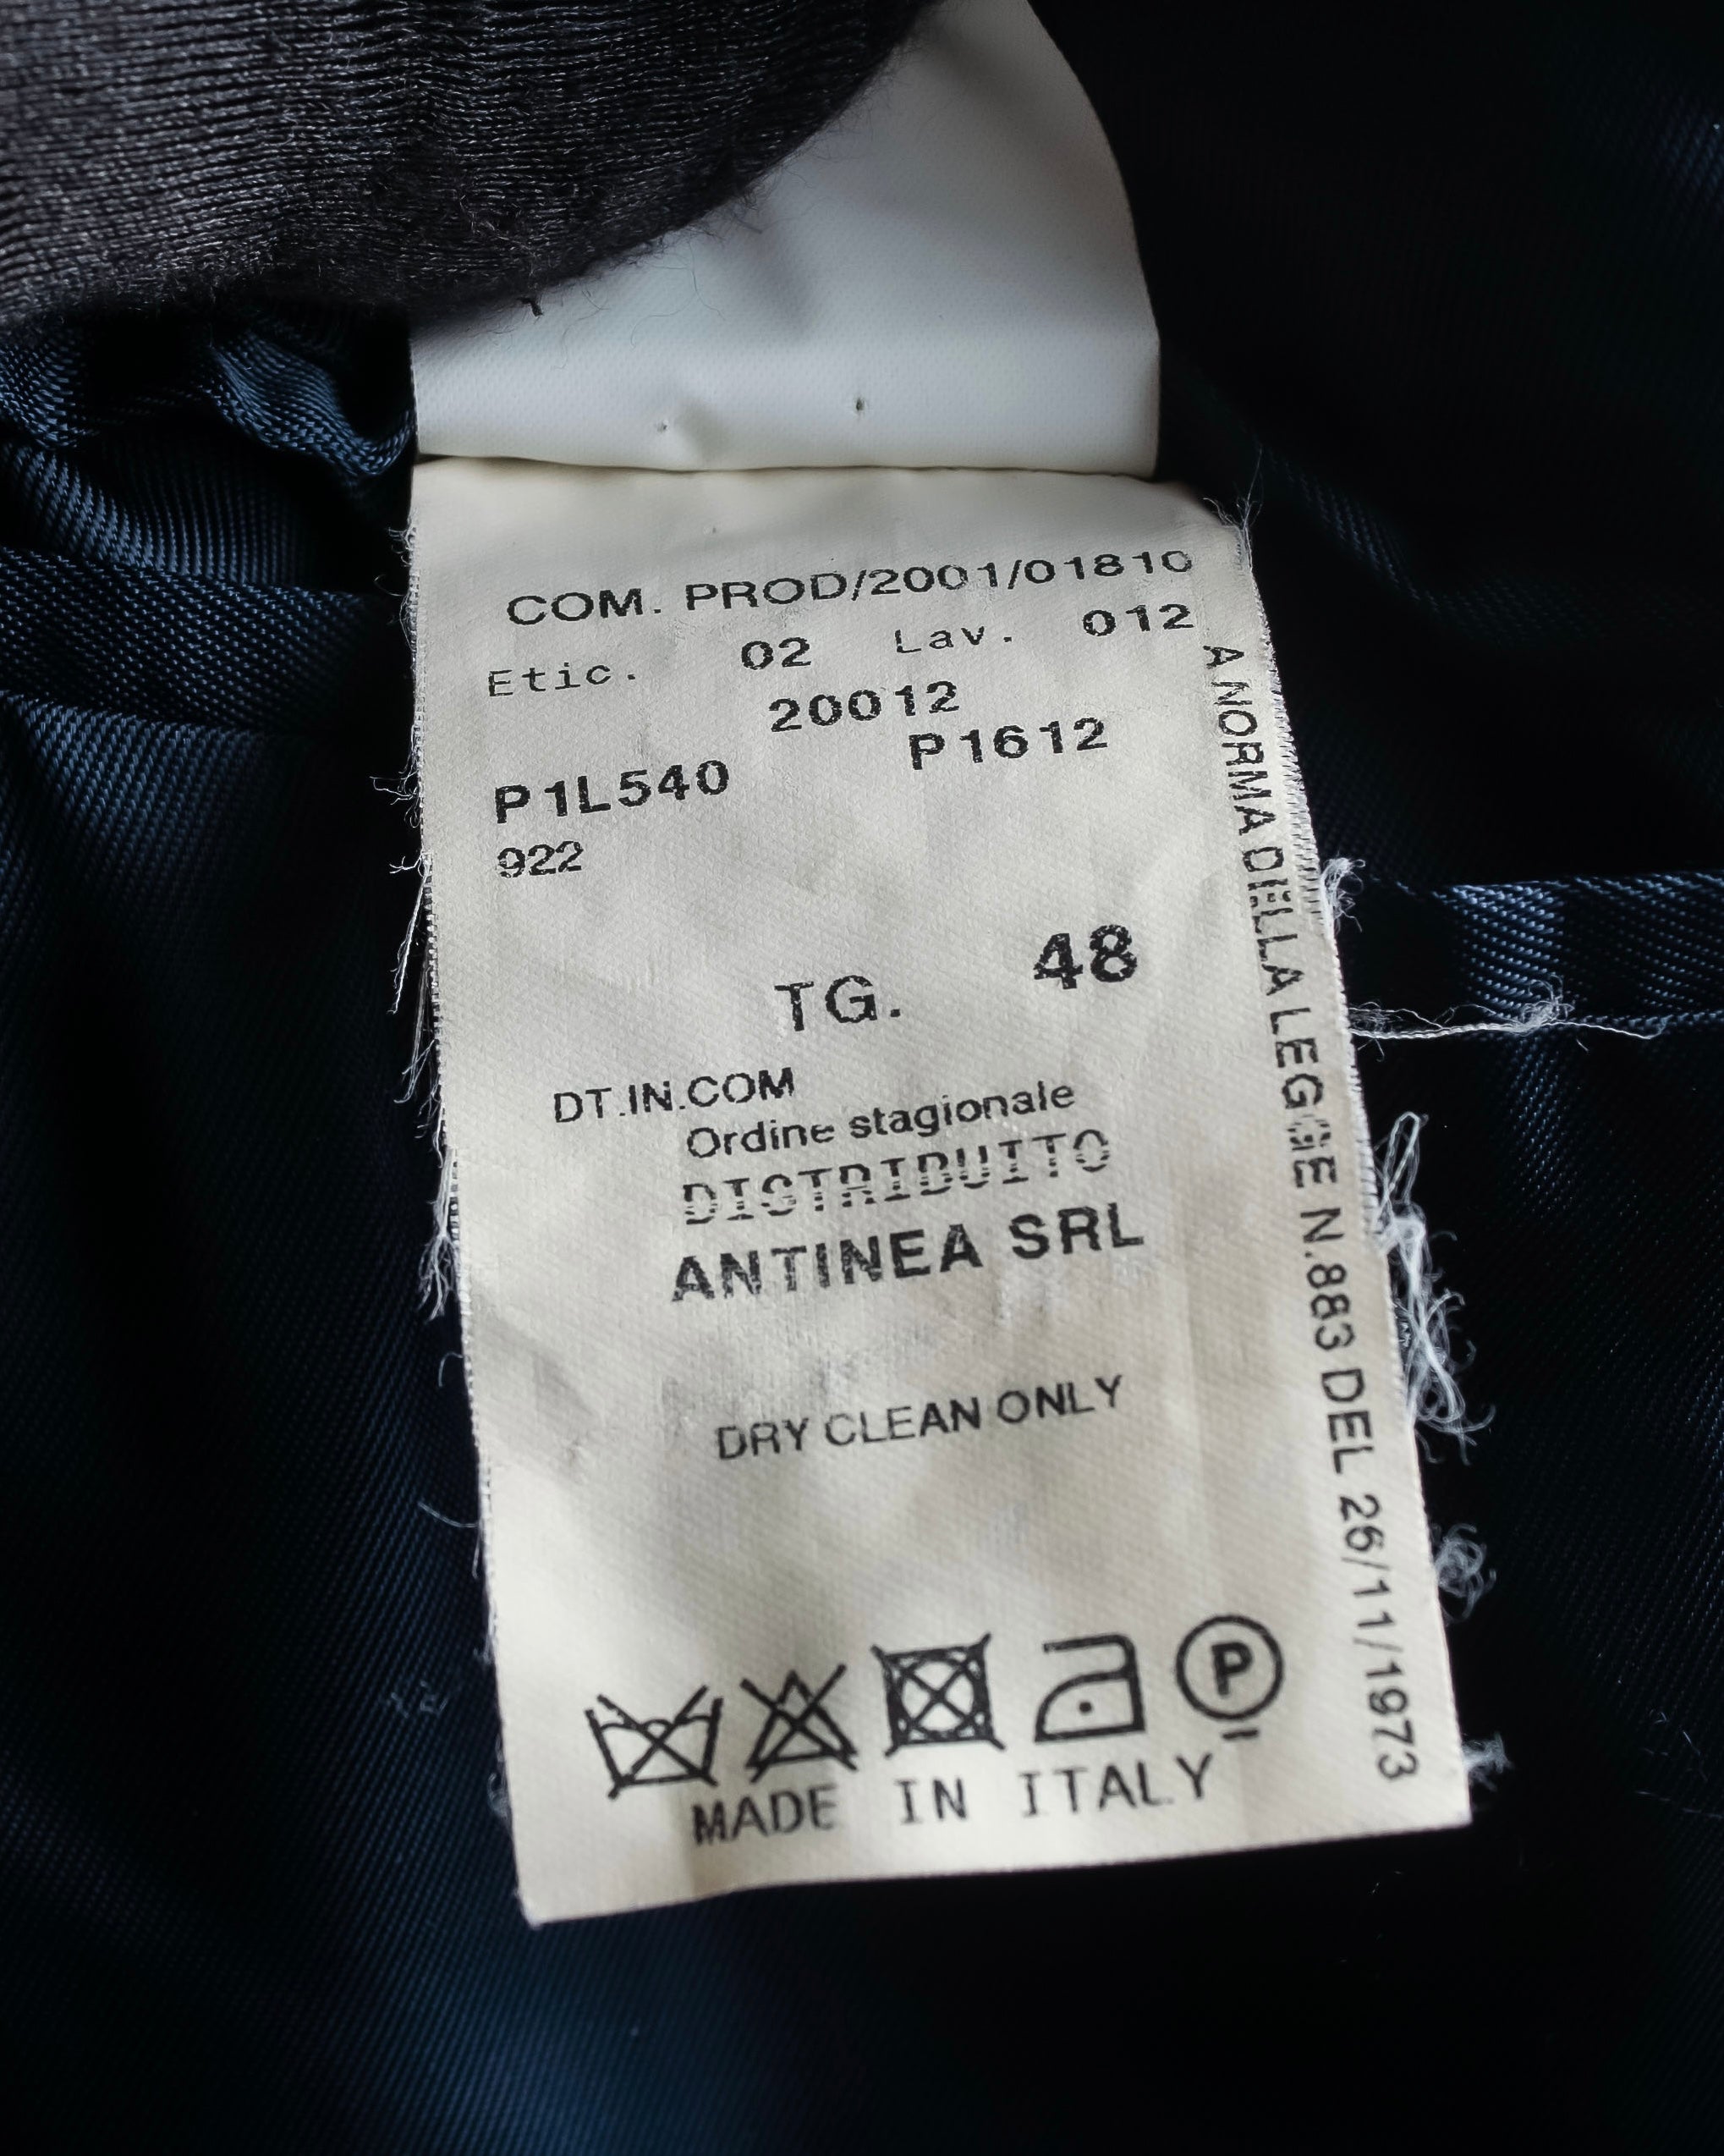 COM. PROD/2001/01810
Etic. 02 Lav. 012
20012
P1L540 P1612
922
TG. 48
DT.IN.COM
Ordine stagionale
DISTRIBUITO
ANTINEA SRL
DRY CLEAN ONLY
P
MADE IN ITALY
A NORMA DELLA LEGGE N.883 DEL 26/11/1973